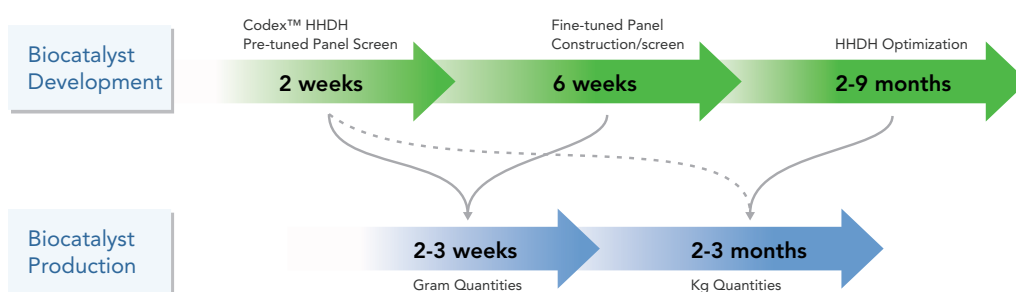 Codex™ HHDH
Pre-tuned Panel Screen
Fine-tuned Panel
Construction/screen
HHDH Optimization
Biocatalyst
Development
2 weeks
6 weeks
2-9 months
Biocatalyst
Production
2-3 weeks
2-3 months
Gram Quantities
Kg Quantities